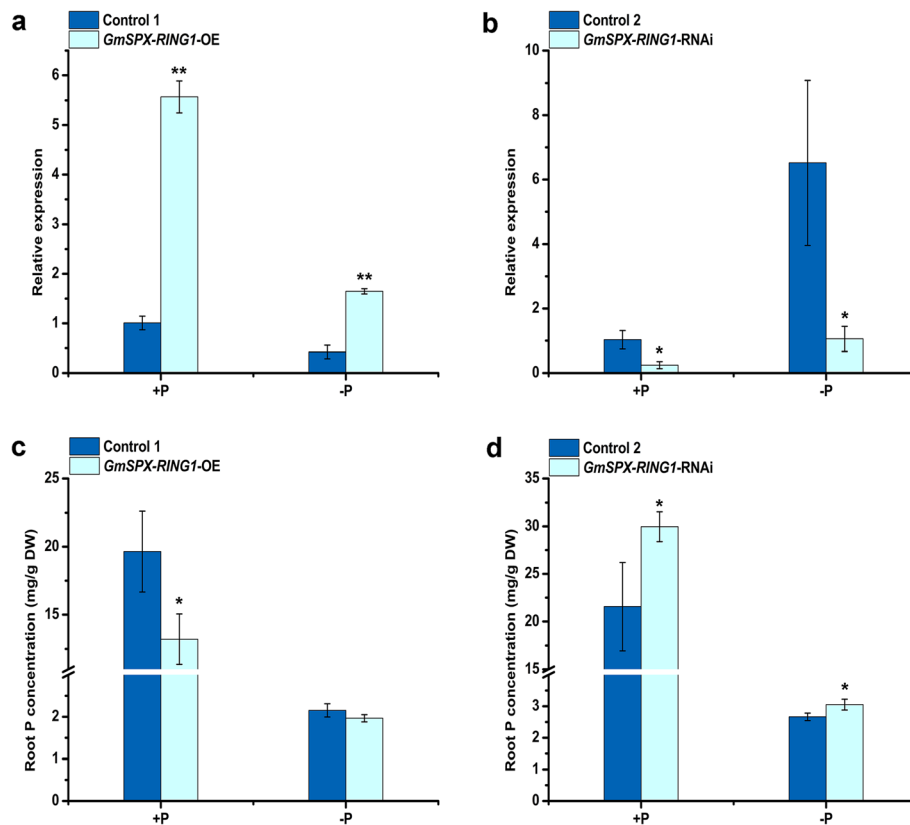 a
Control 1
GmSPX-RING1-OE
Relative expression
6
5
4
3
2
1
0
**
**
+P
-P
b
Control 2
GmSPX-RING1-RNAi
Relative expression
10
8
6
4
2
0
*
*
+P
-P
c
Control 1
GmSPX-RING1-OE
Root P concentration (mg/g DW)
25
20
15
2
1
0
*
+P
-P
d
Control 2
GmSPX-RING1-RNAi
Root P concentration (mg/g DW)
35
30
25
20
15
3
2
1
0
*
*
+P
-P